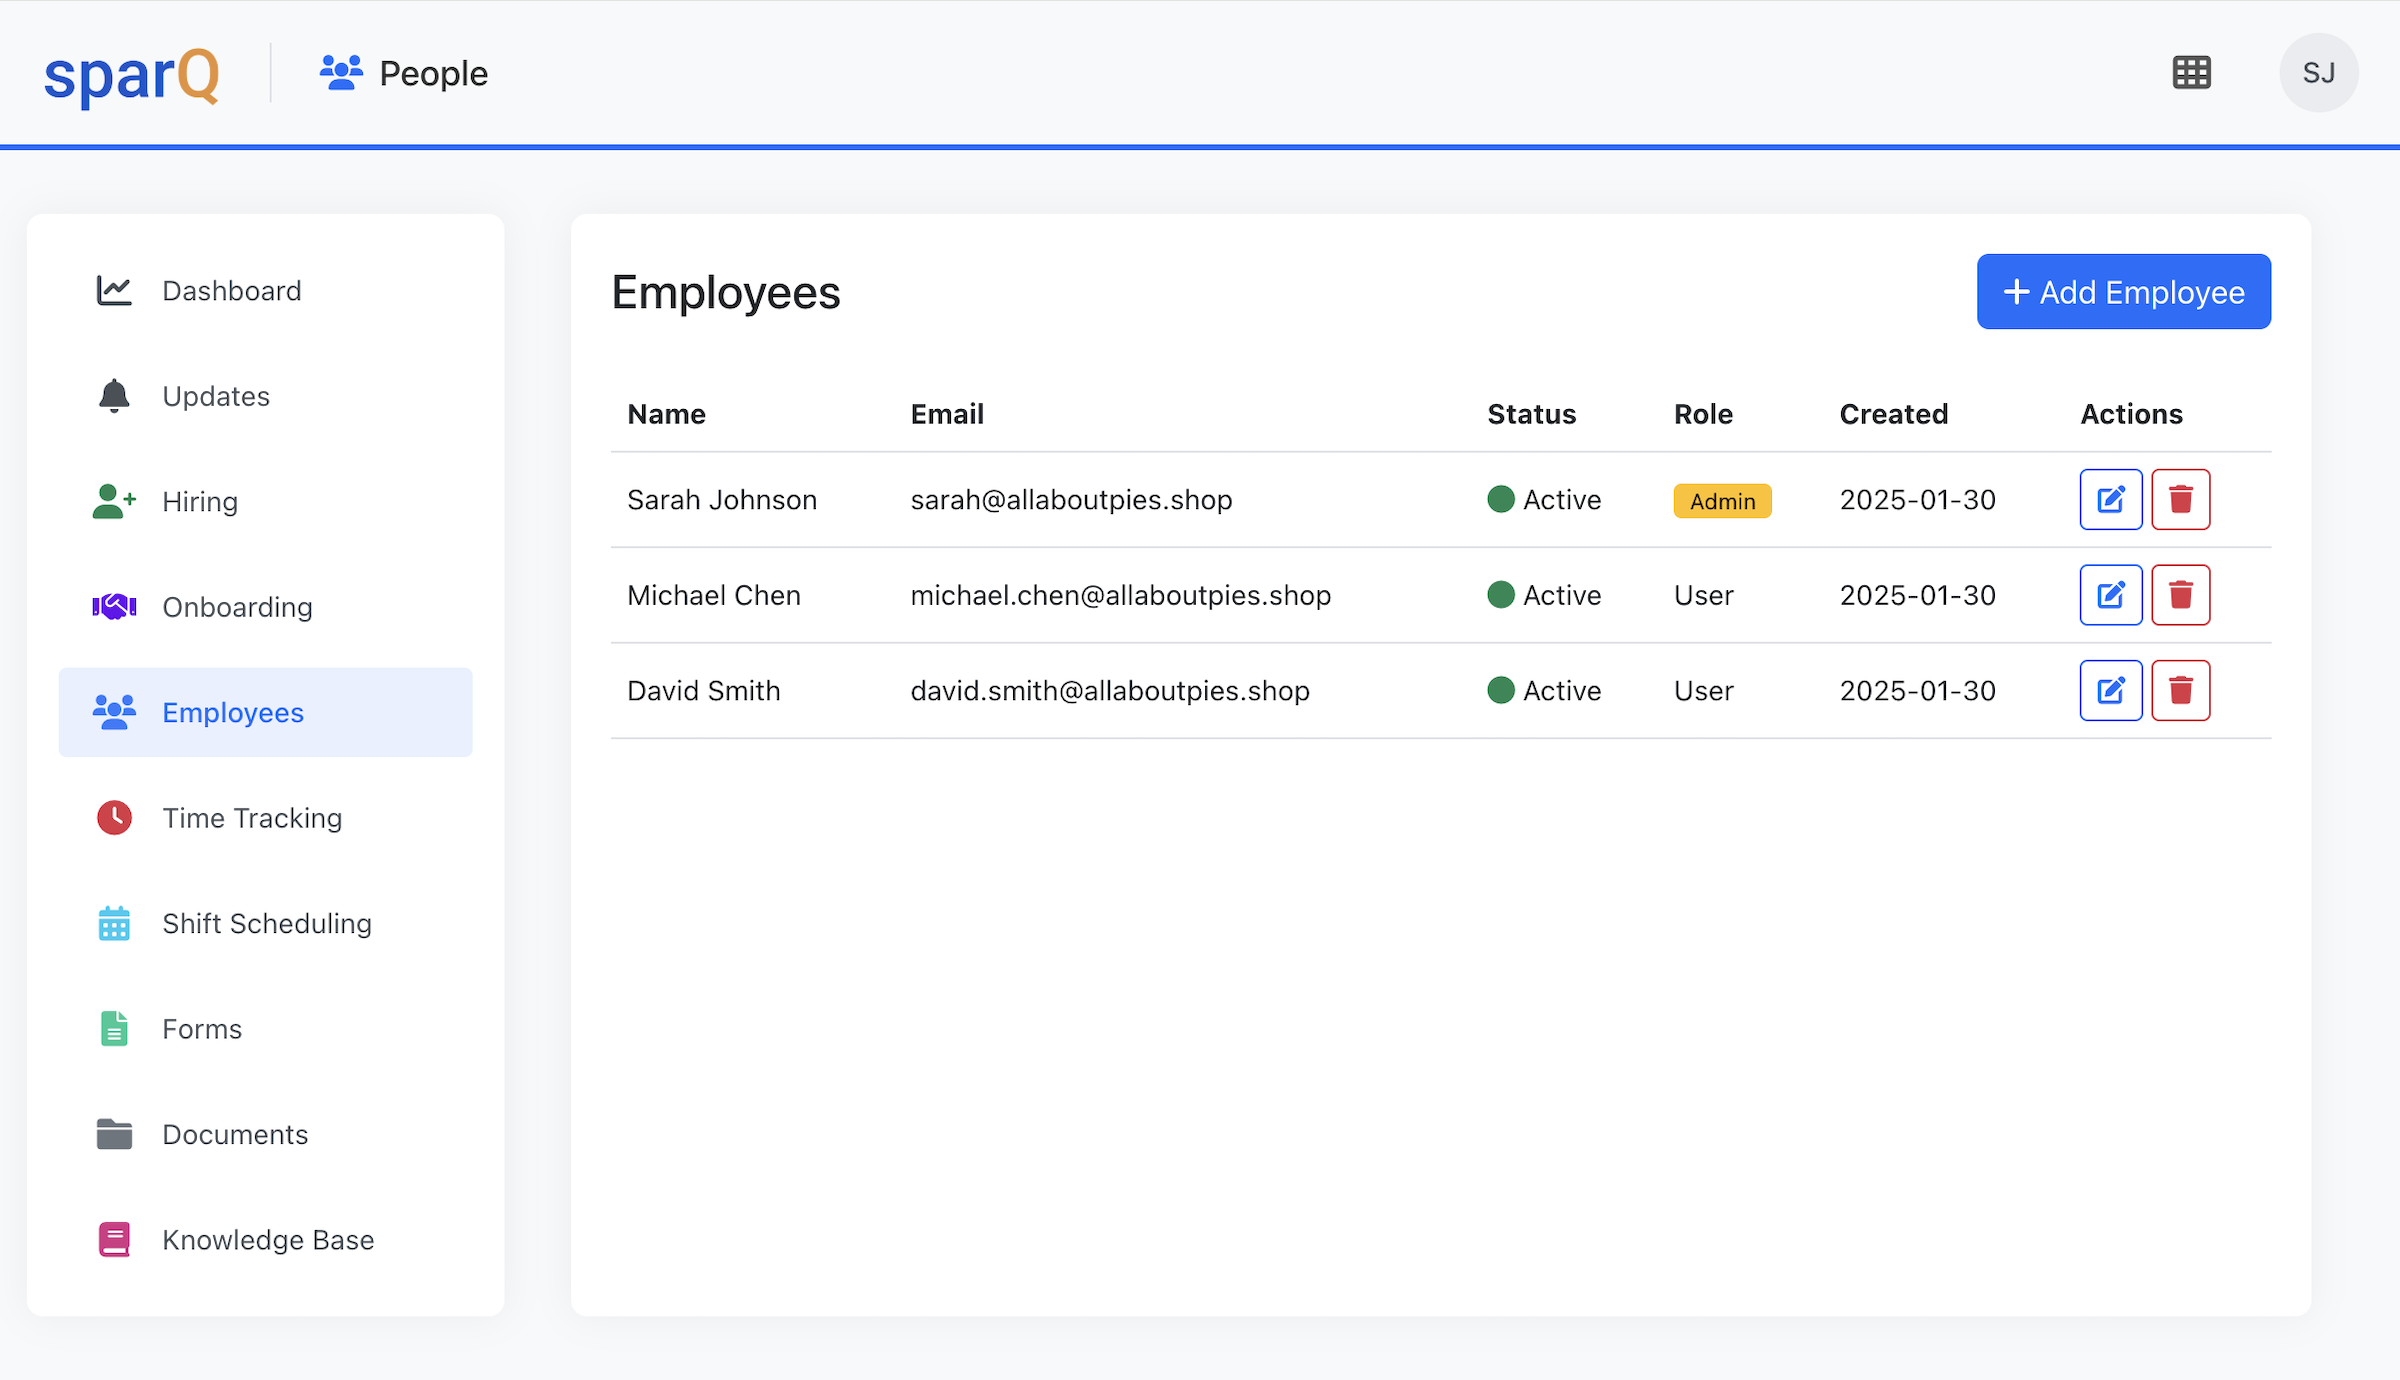 sparQ People SJ
Dashboard
Updates
Hiring
Onboarding
Employees
Time Tracking
Shift Scheduling
Forms
Documents
Knowledge Base
Employees + Add Employee
Name Email Status Role Created Actions
Sarah Johnson sarah@allaboutpies.shop Active Admin 2025-01-30
Michael Chen michael.chen@allaboutpies.shop Active User 2025-01-30
David Smith david.smith@allaboutpies.shop Active User 2025-01-30